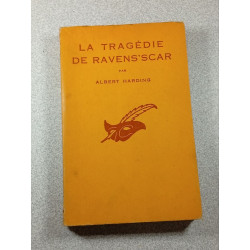 LA TRAGÉDIE
DE RAVENS'SCAR
PAR
ALBERT HARDING